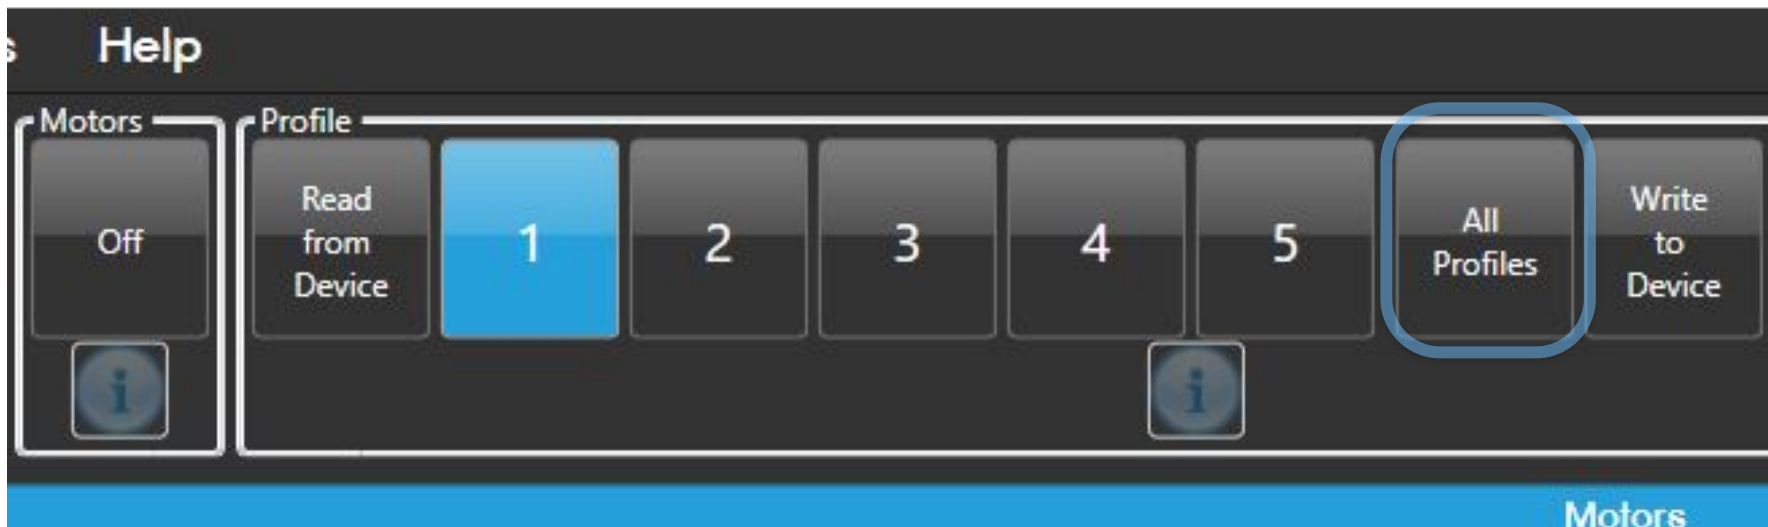 s Help
Motors
Profile
Off
Read
from
Device
1
2
3
4
5
All
Profiles
Write
to
Device
i
i
Motors